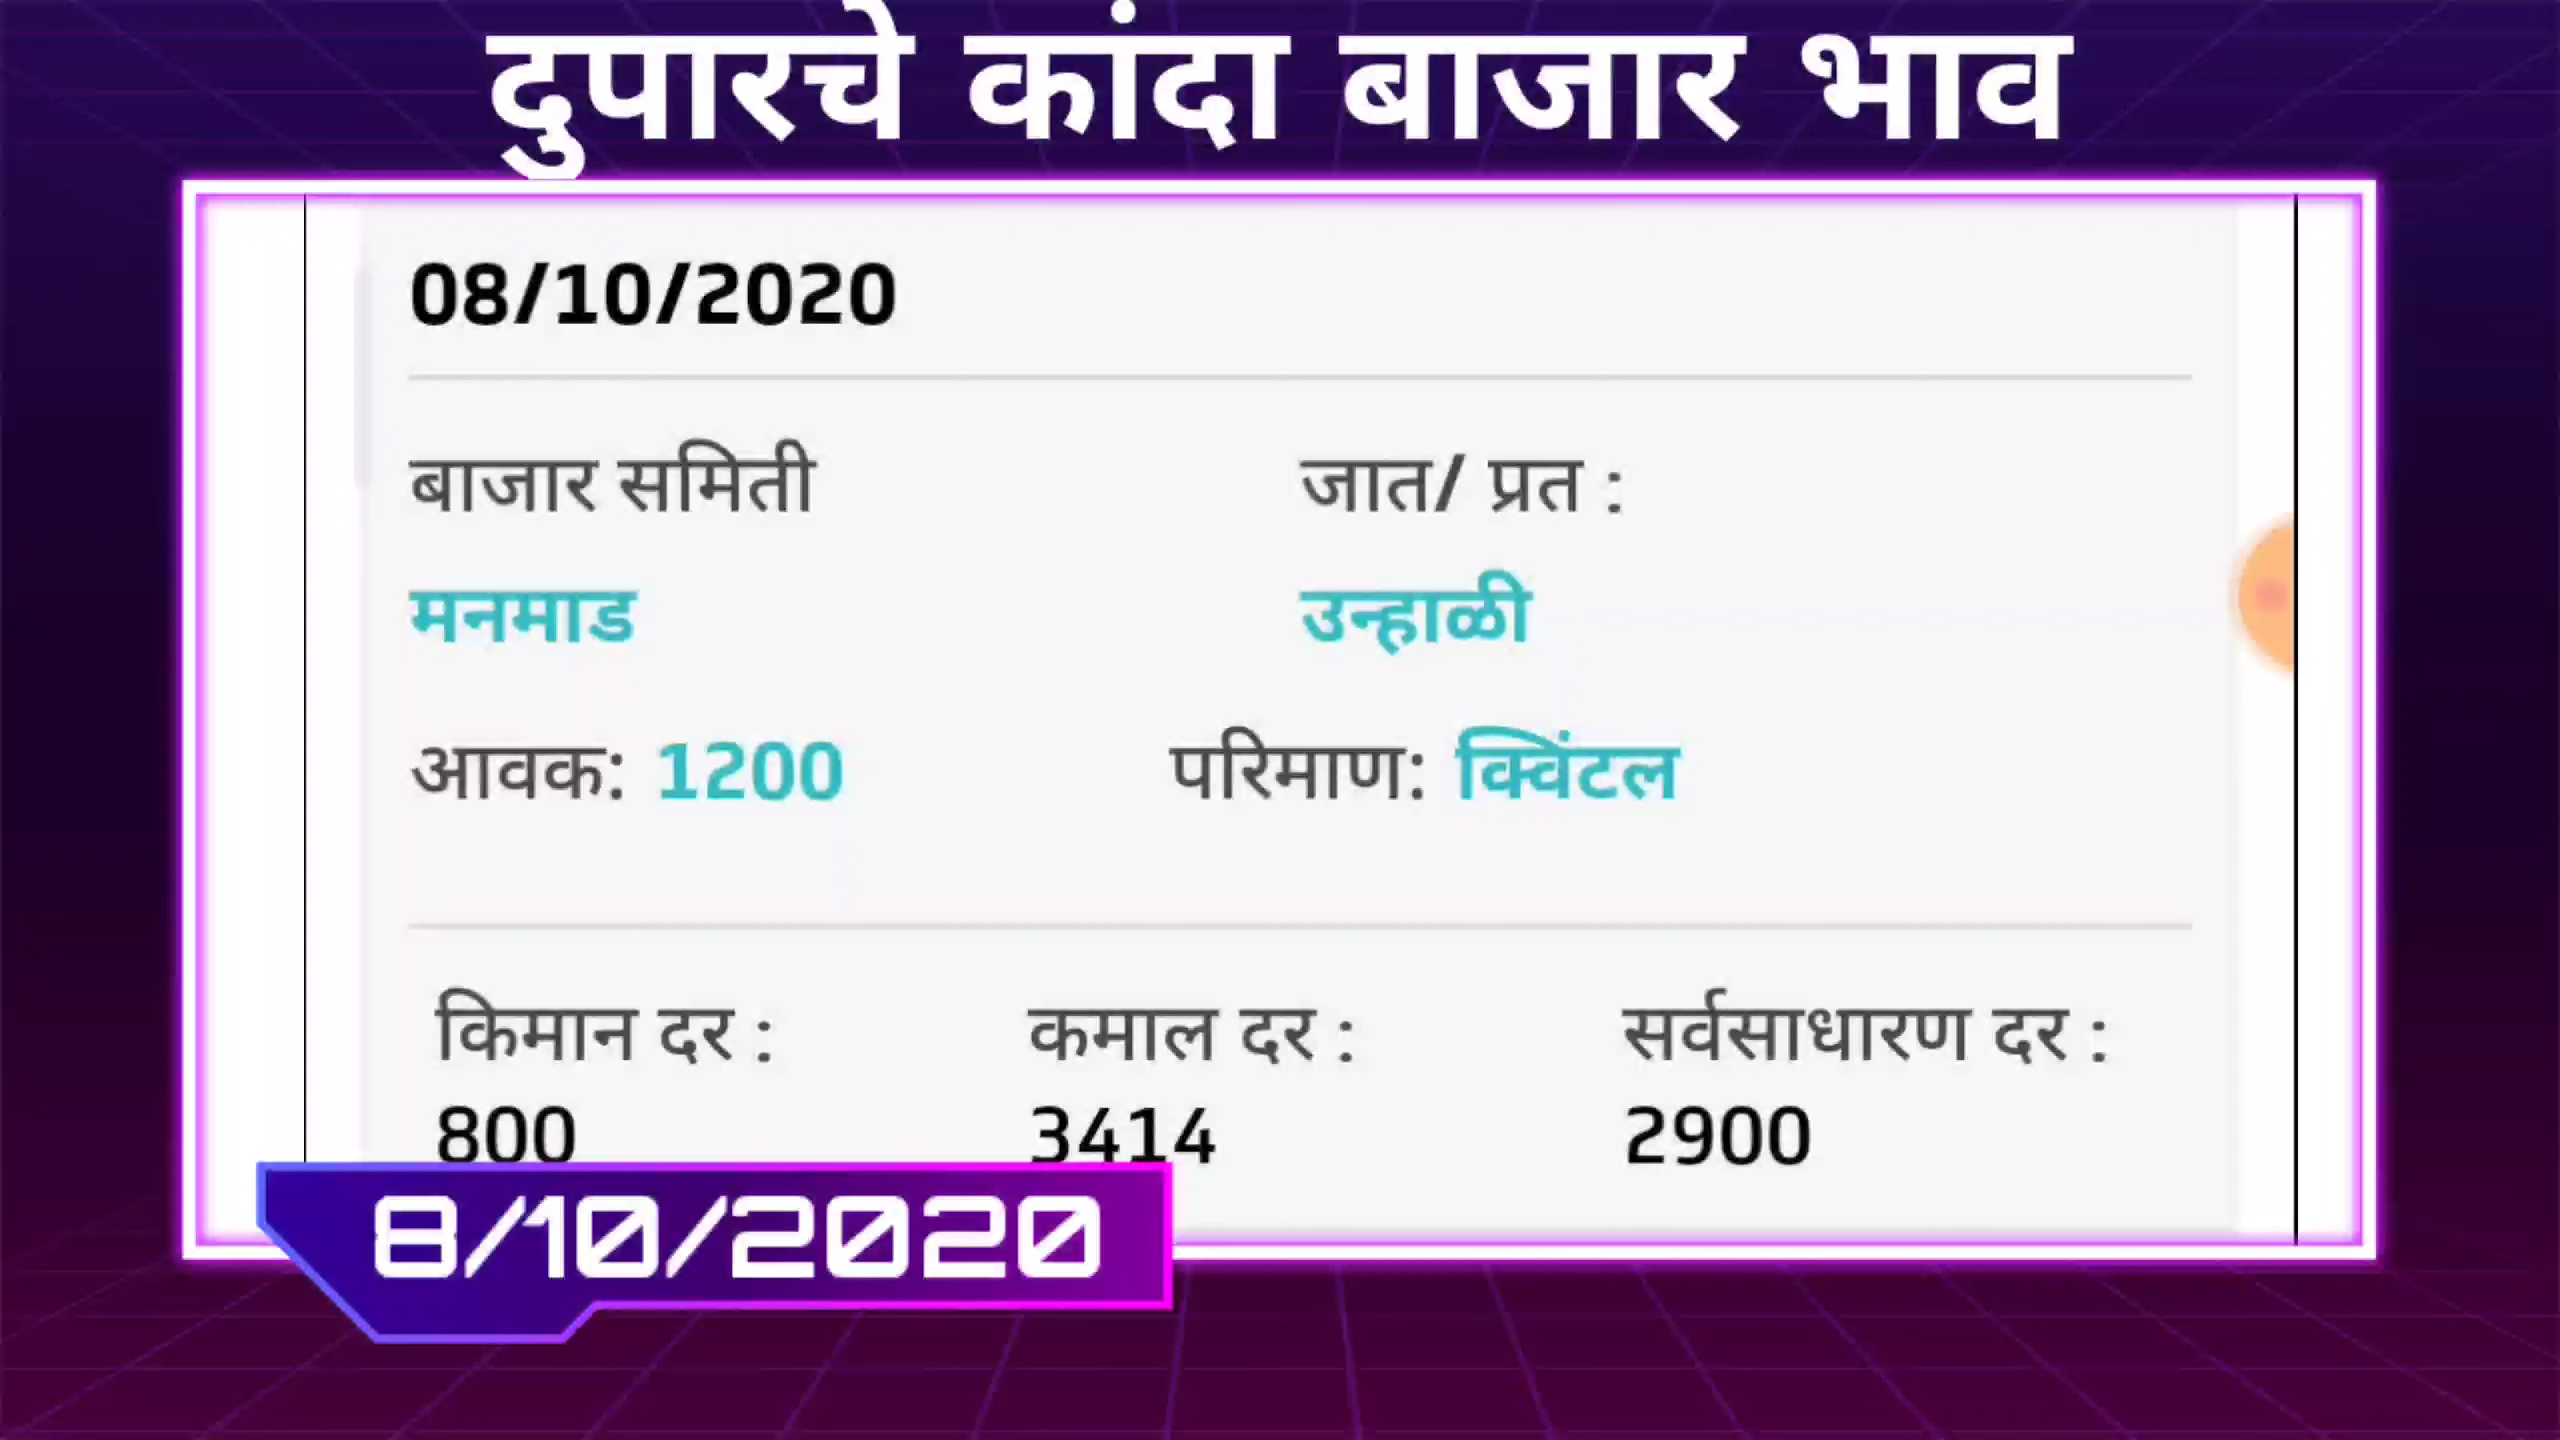 दुपारचे कांदा बाजार भाव
08/10/2020
बाजार समिती जात/ प्रत :
मनमाड उन्हाळी
आवक: 1200 परिमाण: क्विंटल
किमान दर : कमाल दर : सर्वसाधारण दर :
800 3414 2900
8/10/2020